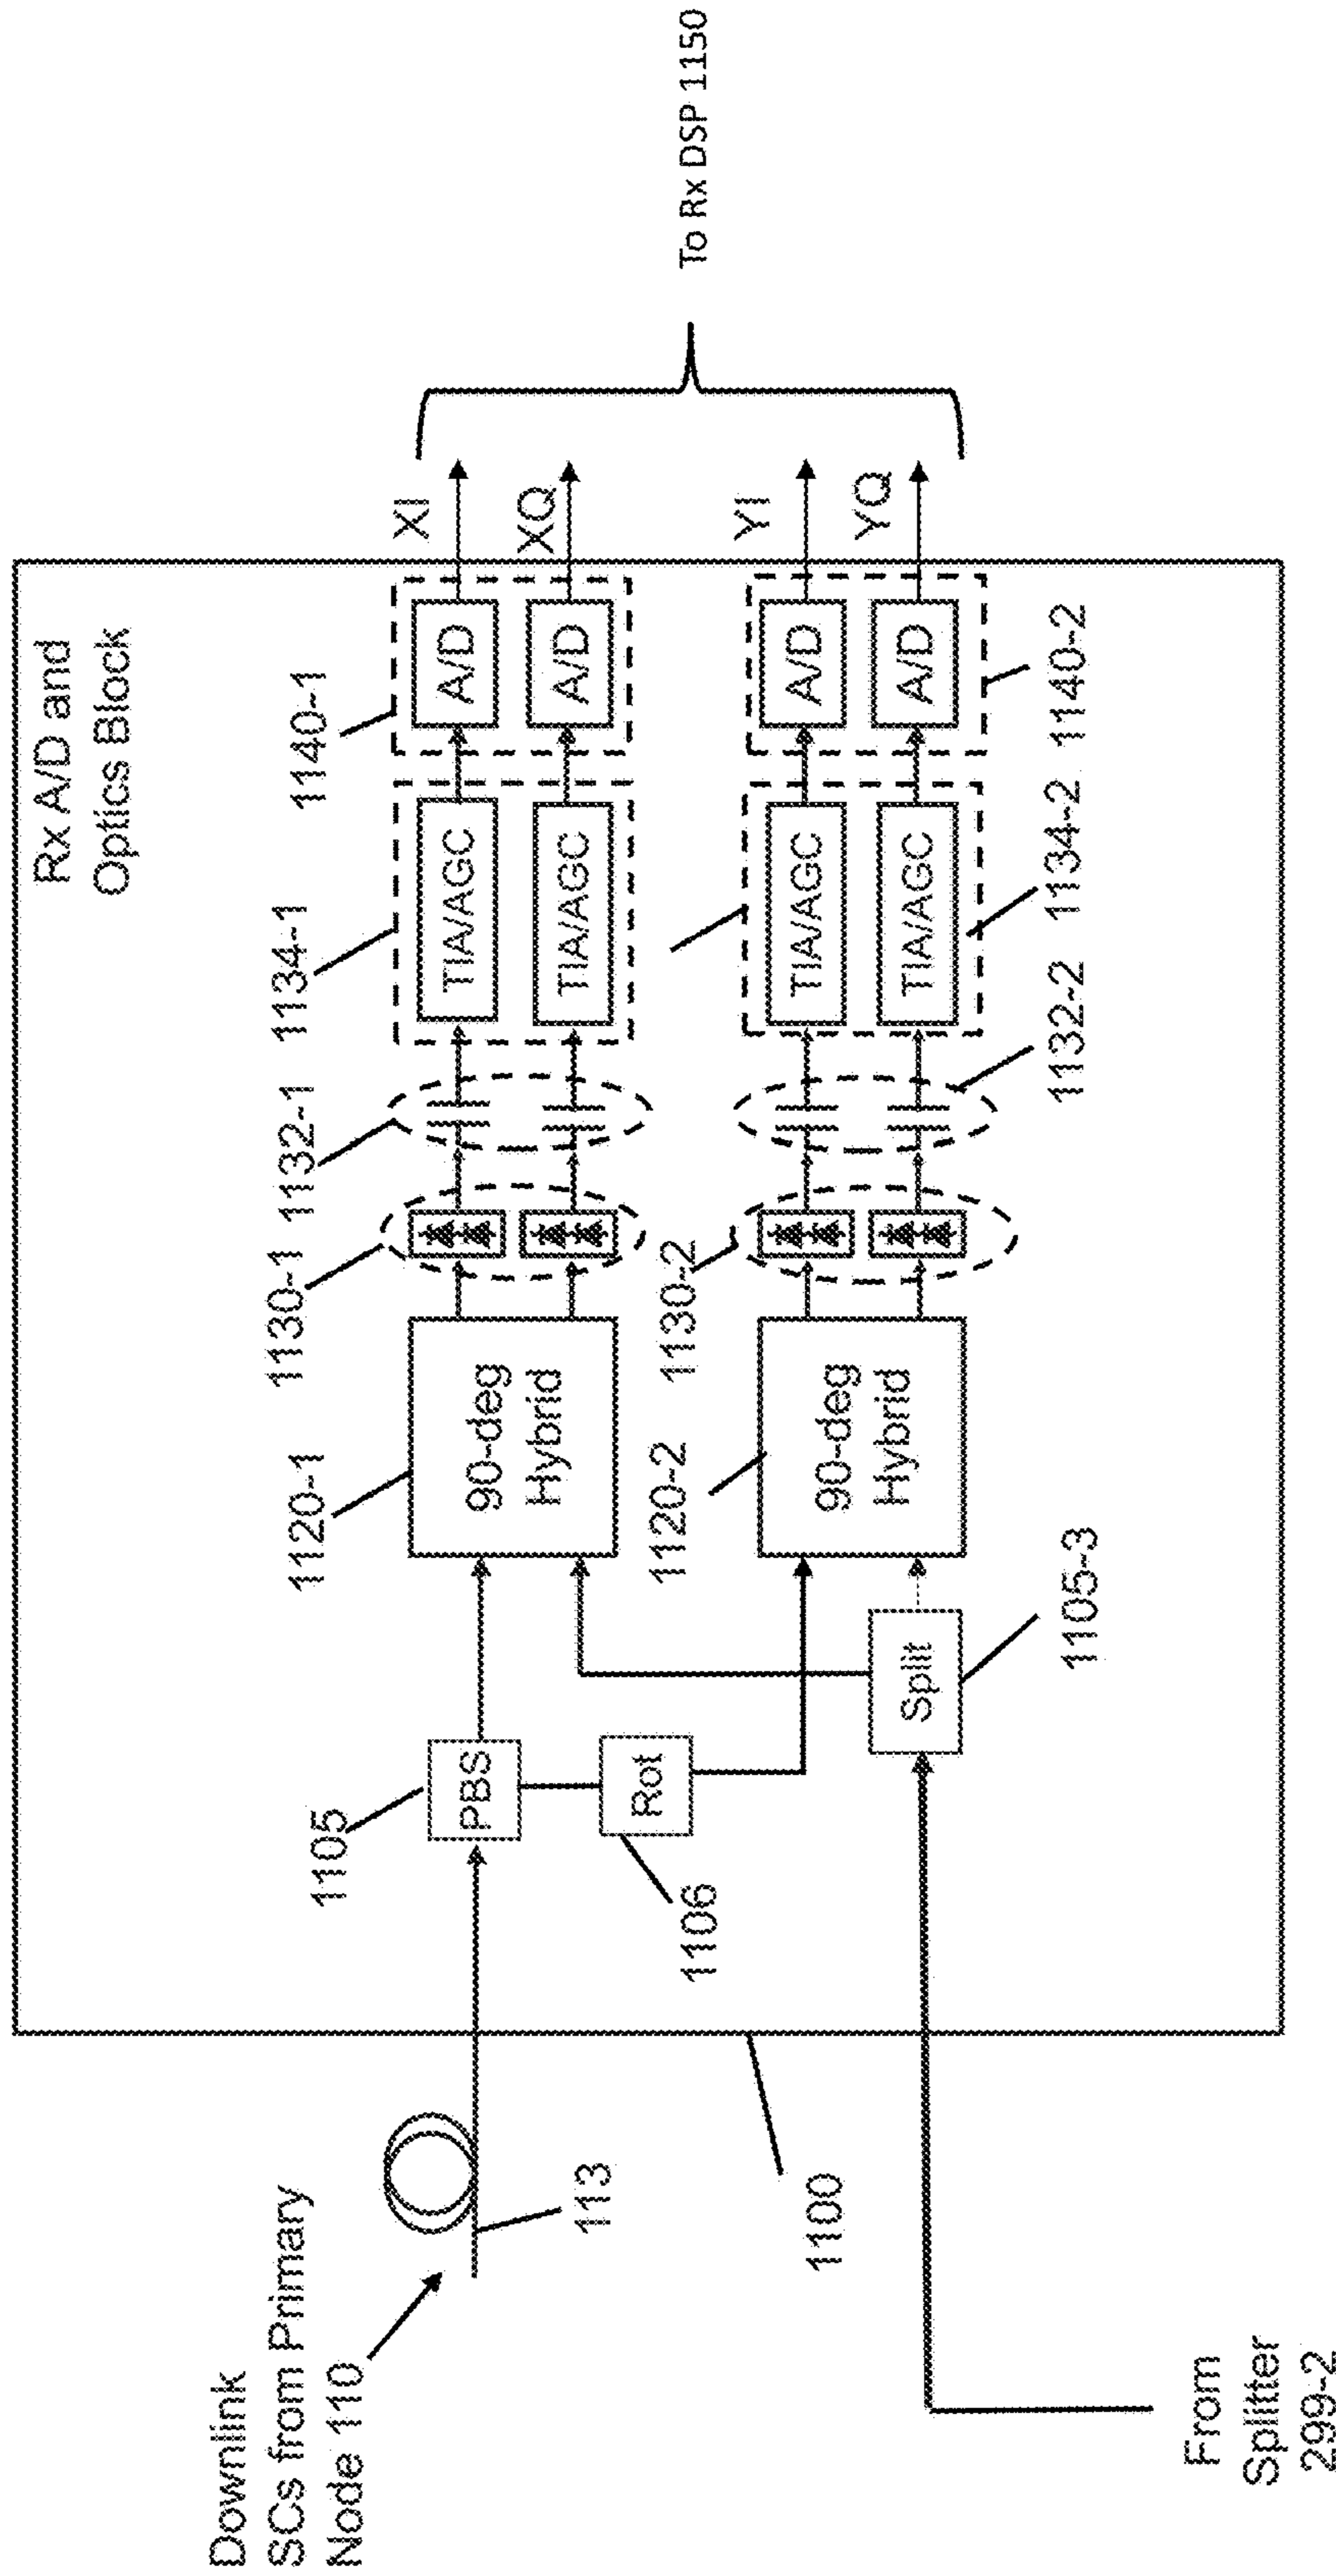 Rx A/D and
Optics Block
Downlink
SCs from Primary
Node 110
113
1100
From
Splitter
299-2
1105
PBS
1106
Rot
1105-3
Split
1120-1
90-deg
Hybrid
1120-2
90-deg
Hybrid
1130-1
1130-2
1132-1
1132-2
1134-1
TIA/AGC
TIA/AGC
TIA/AGC
TIA/AGC
1134-2
1140-1
A/D
A/D
A/D
A/D
1140-2
XI
XQ
YI
YQ
To Rx DSP 1150